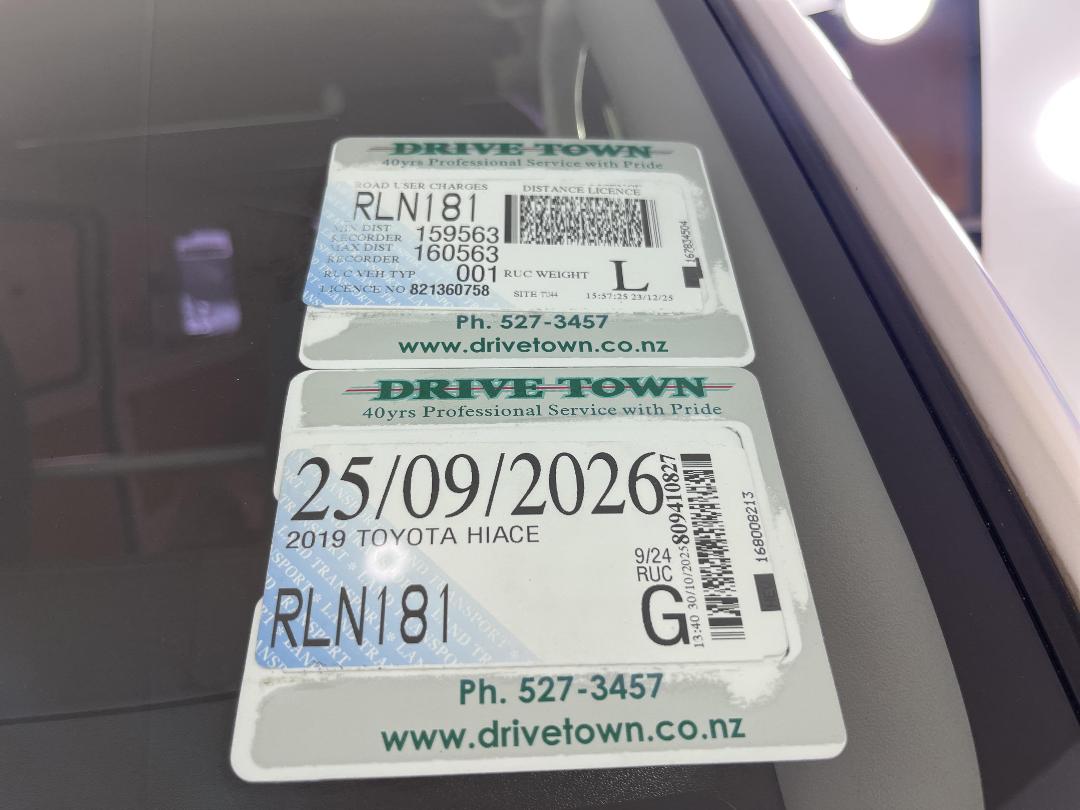 DRIVE TOWN
40yrs Professional Service with Pride
ROAD USER CHARGES
DISTANCE LICENCE
RLN181
MIN DIST
RECORDER 159563
MAX DIST
RECORDER 160563
RUC VEH TYP 001 RUC WEIGHT L
LICENCE NO 821360758 SITE TU44 15:57:25 23/12/25
162834504
Ph. 527-3457
www.drivetown.co.nz
DRIVE TOWN
40yrs Professional Service with Pride
25/09/2026
2019 TOYOTA HIACE
9/24
RUC
G
RLN181
13:40 30/10/2025
809410827
168008213
Ph. 527-3457
www.drivetown.co.nz